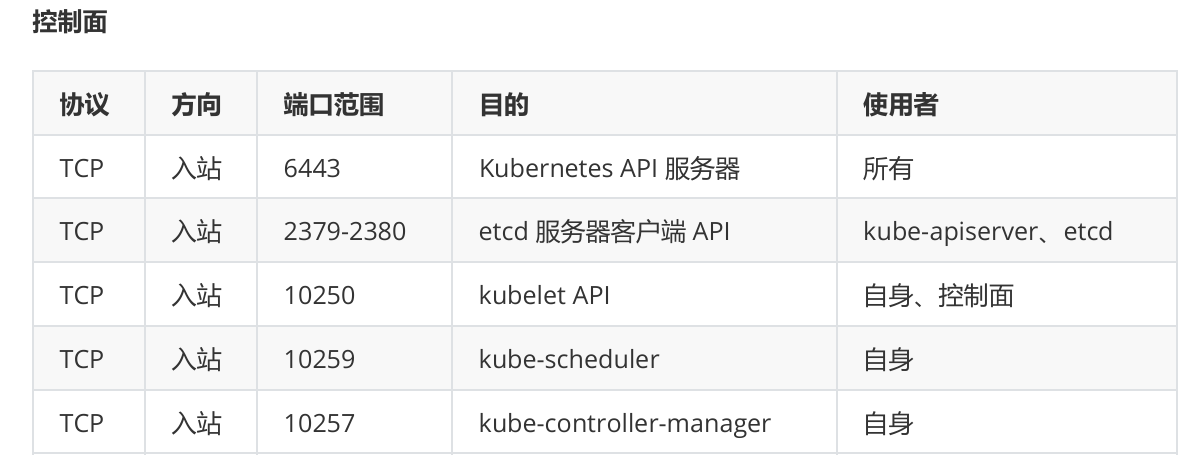 控制面
协议 方向 端口范围 目的 使用者
TCP 入站 6443 Kubernetes API 服务器 所有
TCP 入站 2379-2380 etcd 服务器客户端 API kube-apiserver、etcd
TCP 入站 10250 kubelet API 自身、控制面
TCP 入站 10259 kube-scheduler 自身
TCP 入站 10257 kube-controller-manager 自身